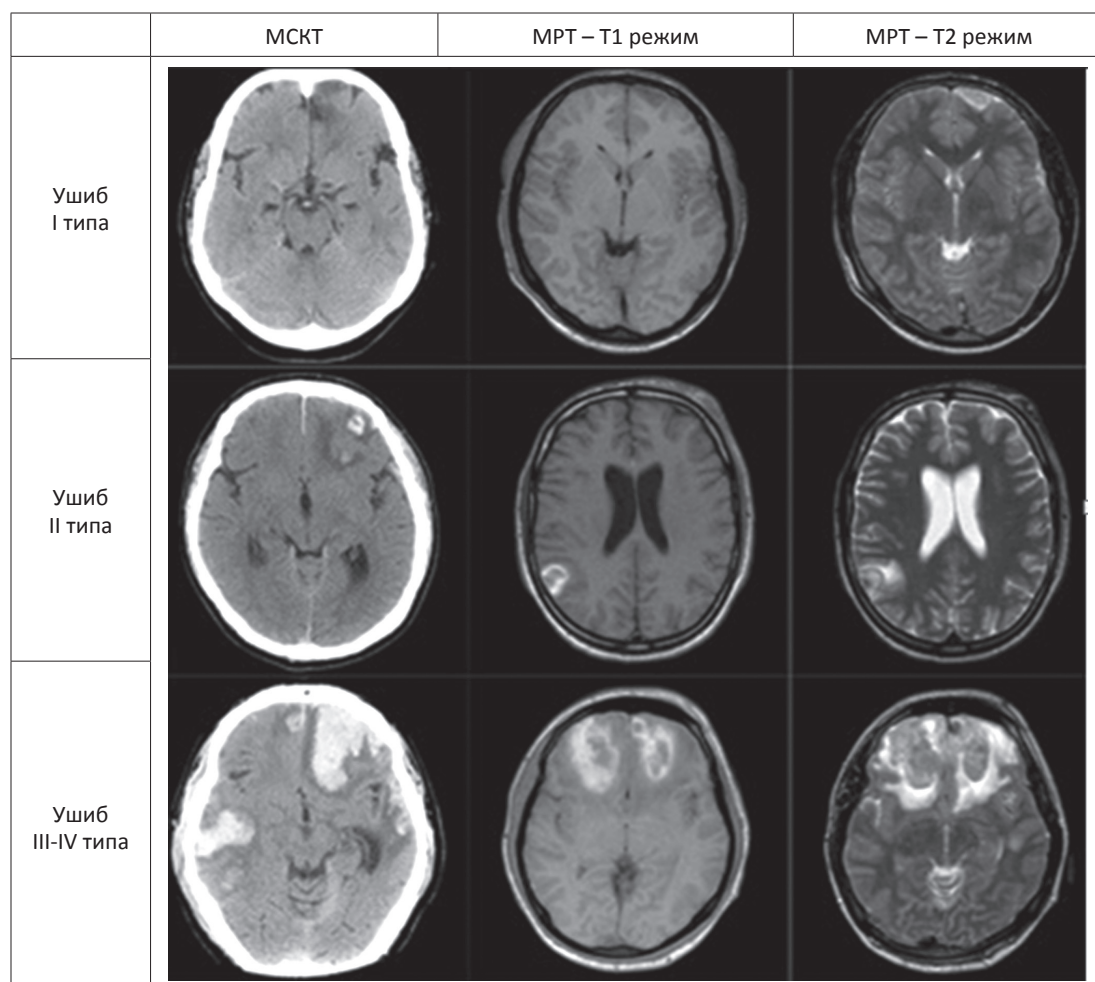 МСКТ
МРТ – Т1 режим
МРТ – Т2 режим
Ушиб
I типа
Ушиб
II типа
Ушиб
III-IV типа